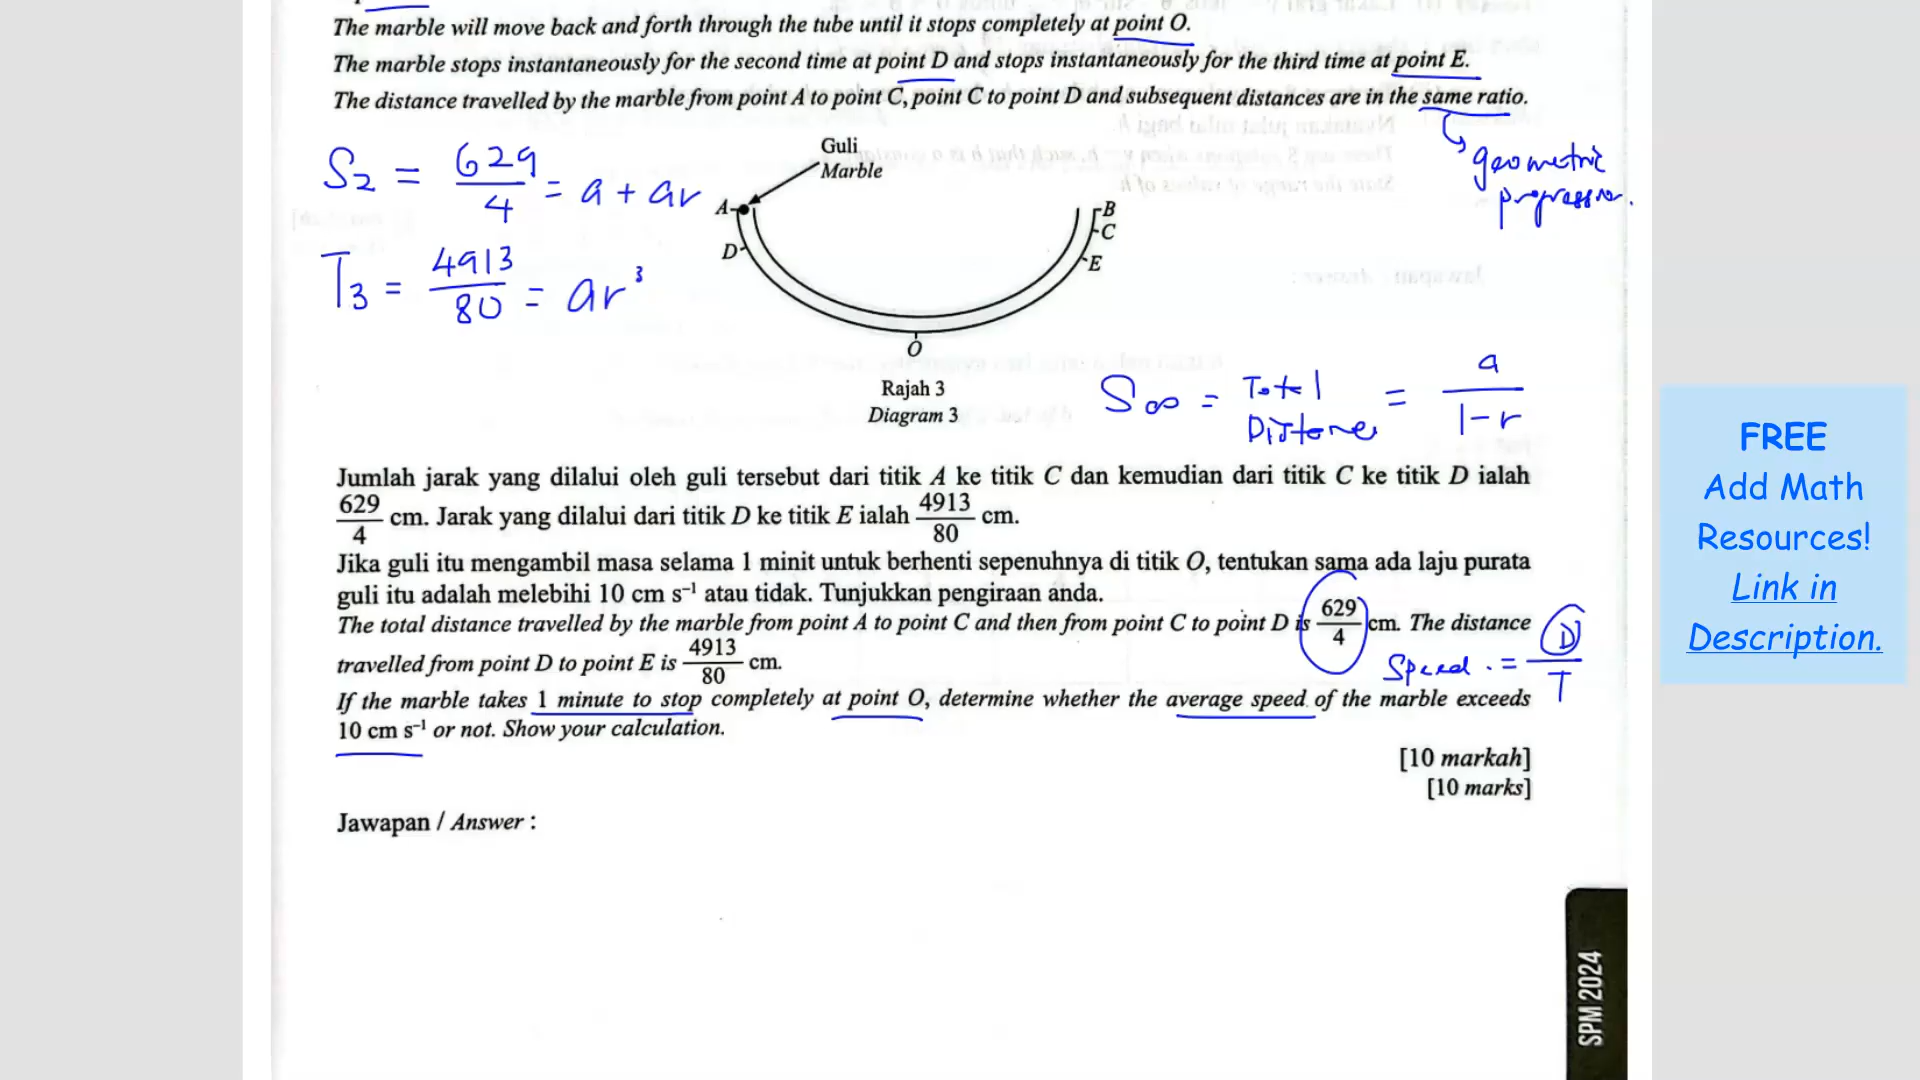 The marble will move back and forth through the tube until it stops completely at point O.
The marble stops instantaneously for the second time at point D and stops instantaneously for the third time at point E.
The distance travelled by the marble from point A to point C, point C to point D and subsequent distances are in the same ratio.
geometric
progression.
S₂ = 629/4 = a + ar
T₃ = 4913/80 = ar³
Guli
Marble
A
B
C
D
E
O
Rajah 3
Diagram 3
S∞ = Total Distance = a/(1-r)
Jumlah jarak yang dilalui oleh guli tersebut dari titik A ke titik C dan kemudian dari titik C ke titik D ialah
629/4 cm. Jarak yang dilalui dari titik D ke titik E ialah 4913/80 cm.
Jika guli itu mengambil masa selama 1 minit untuk berhenti sepenuhnya di titik O, tentukan sama ada laju purata
guli itu adalah melebihi 10 cm s⁻¹ atau tidak. Tunjukkan pengiraan anda.
The total distance travelled by the marble from point A to point C and then from point C to point D is 629/4 cm. The distance
travelled from point D to point E is 4913/80 cm.
Speed = D/T
If the marble takes 1 minute to stop completely at point O, determine whether the average speed of the marble exceeds
10 cm s⁻¹ or not. Show your calculation.
[10 markah]
[10 marks]
Jawapan / Answer :
SPM 2024
FREE
Add Math
Resources!
Link in
Description.